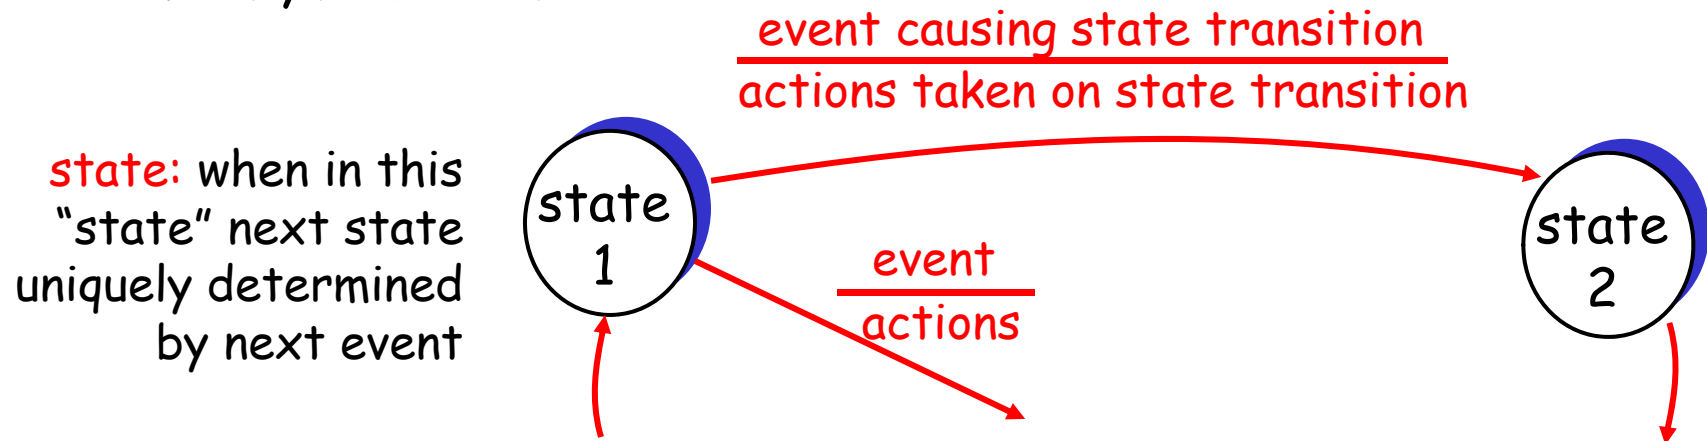 event causing state transition
actions taken on state transition
state: when in this
“state” next state
uniquely determined
by next event
state
1
event
actions
state
2